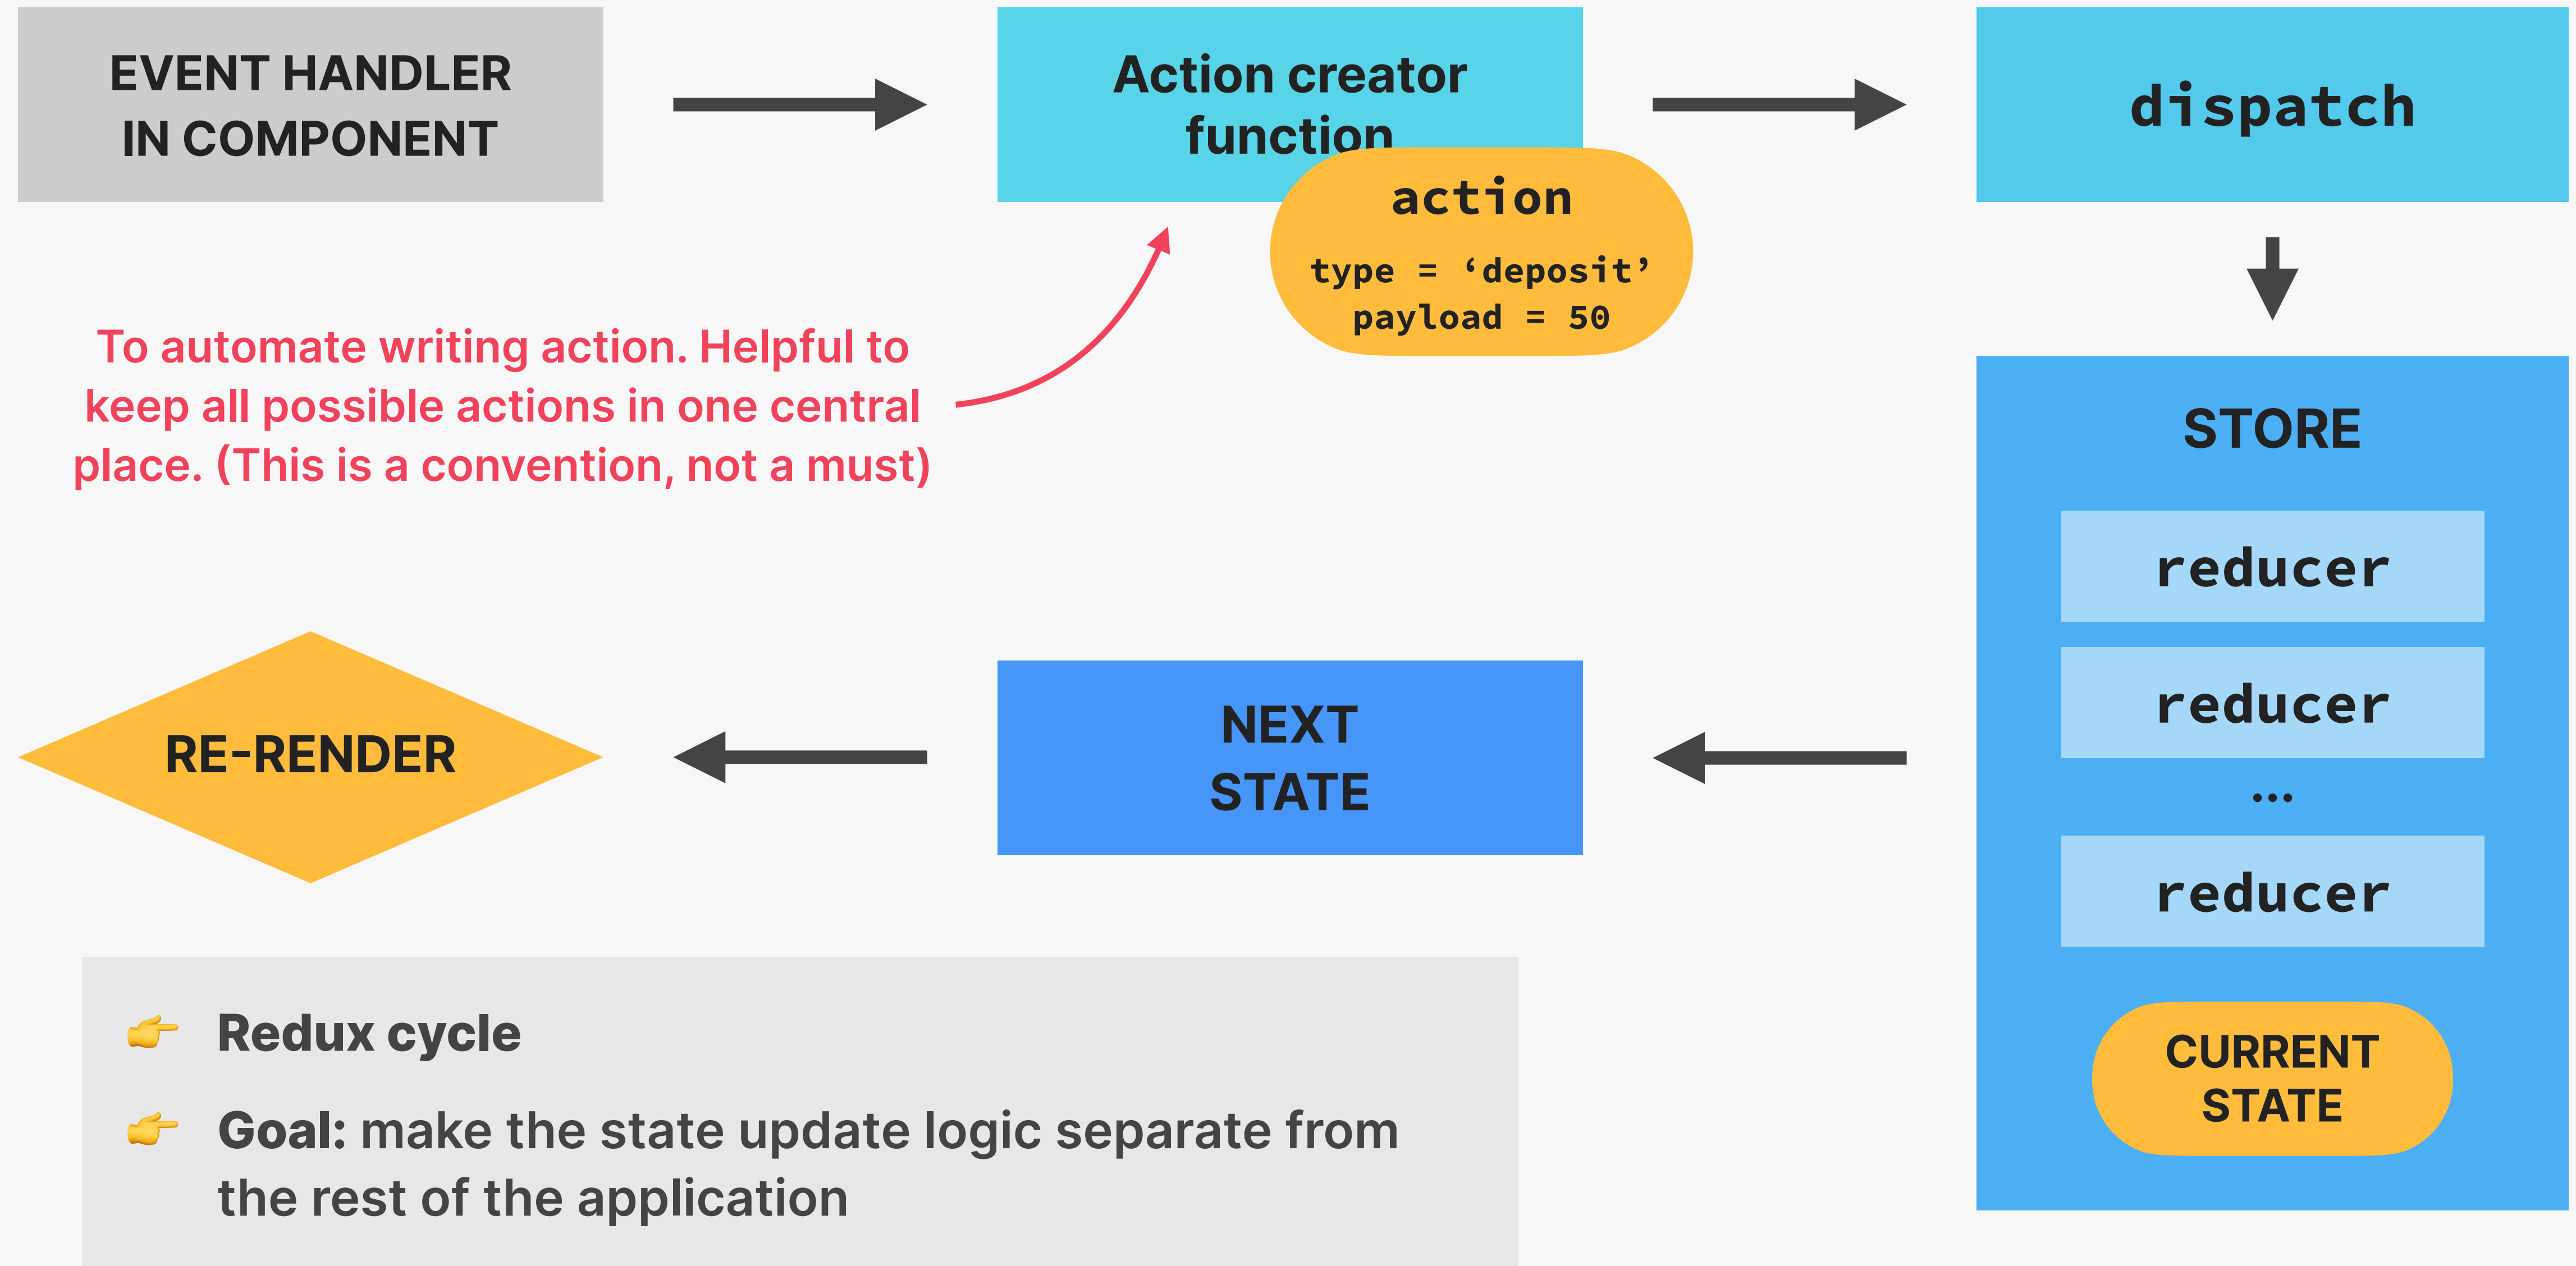 EVENT HANDLER
IN COMPONENT
Action creator
function
dispatch
action
type = ‘deposit’
payload = 50
To automate writing action. Helpful to
keep all possible actions in one central
place. (This is a convention, not a must)
STORE
reducer
reducer
...
reducer
CURRENT
STATE
NEXT
STATE
RE-RENDER
👉 Redux cycle
👉 Goal: make the state update logic separate from
the rest of the application